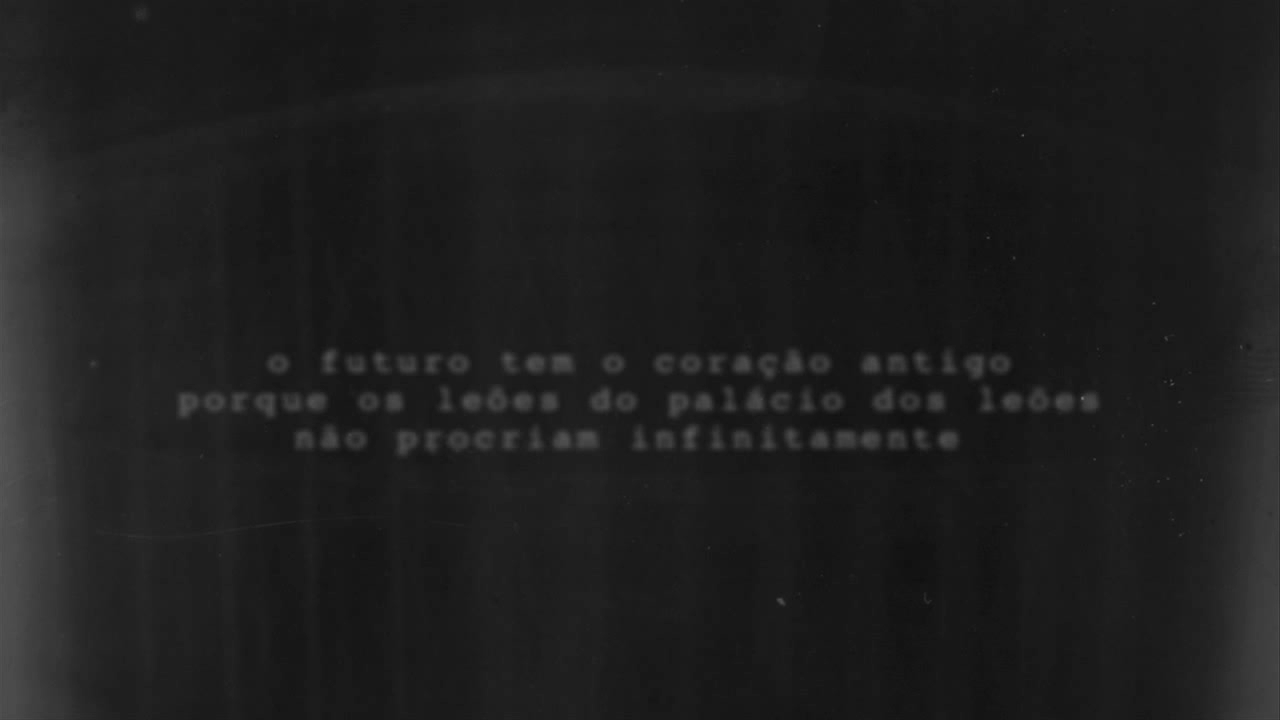 o futuro tem o coração antigo
porque os leões do palácio dos leões
não procriam infinitamente